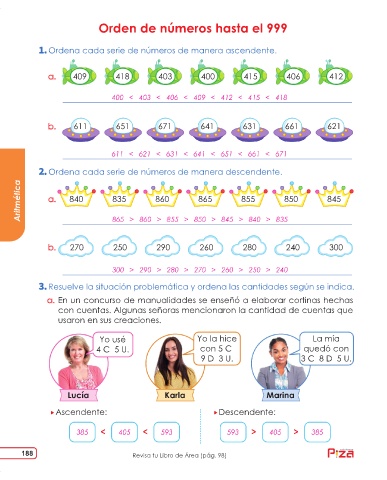 Orden de números hasta el 999
1. Ordena cada serie de números de manera ascendente.
a. 409 418 403 400 415 406 412
400 < 403 < 406 < 409 < 412 < 415 < 418
b. 611 651 671 641 631 661 621
611 < 621 < 631 < 641 < 651 < 661 < 671
2. Ordena cada serie de números de manera descendente.
a. 840 835 860 865 855 850 845
865 > 860 > 855 > 850 > 845 > 840 > 835
b. 270 250 290 260 280 240 300
300 > 290 > 280 > 270 > 260 > 250 > 240
3. Resuelve la situación problemática y ordena las cantidades según se indica.
a. En un concurso de manualidades se enseñó a elaborar cortinas hechas
con cuentas. Algunas señoras mencionaron la cantidad de cuentas que
usaron en sus creaciones.
Yo usé
4 C 5 U.
Yo la hice
con 5 C
9 D 3 U.
La mía
quedó con
3 C 8 D 5 U.
Lucía Karla Marina
Ascendente: Descendente:
385 < 405 < 593 593 > 405 > 385
Aritmética
188 Revisa tu Libro de Área (pág. 98) Piza